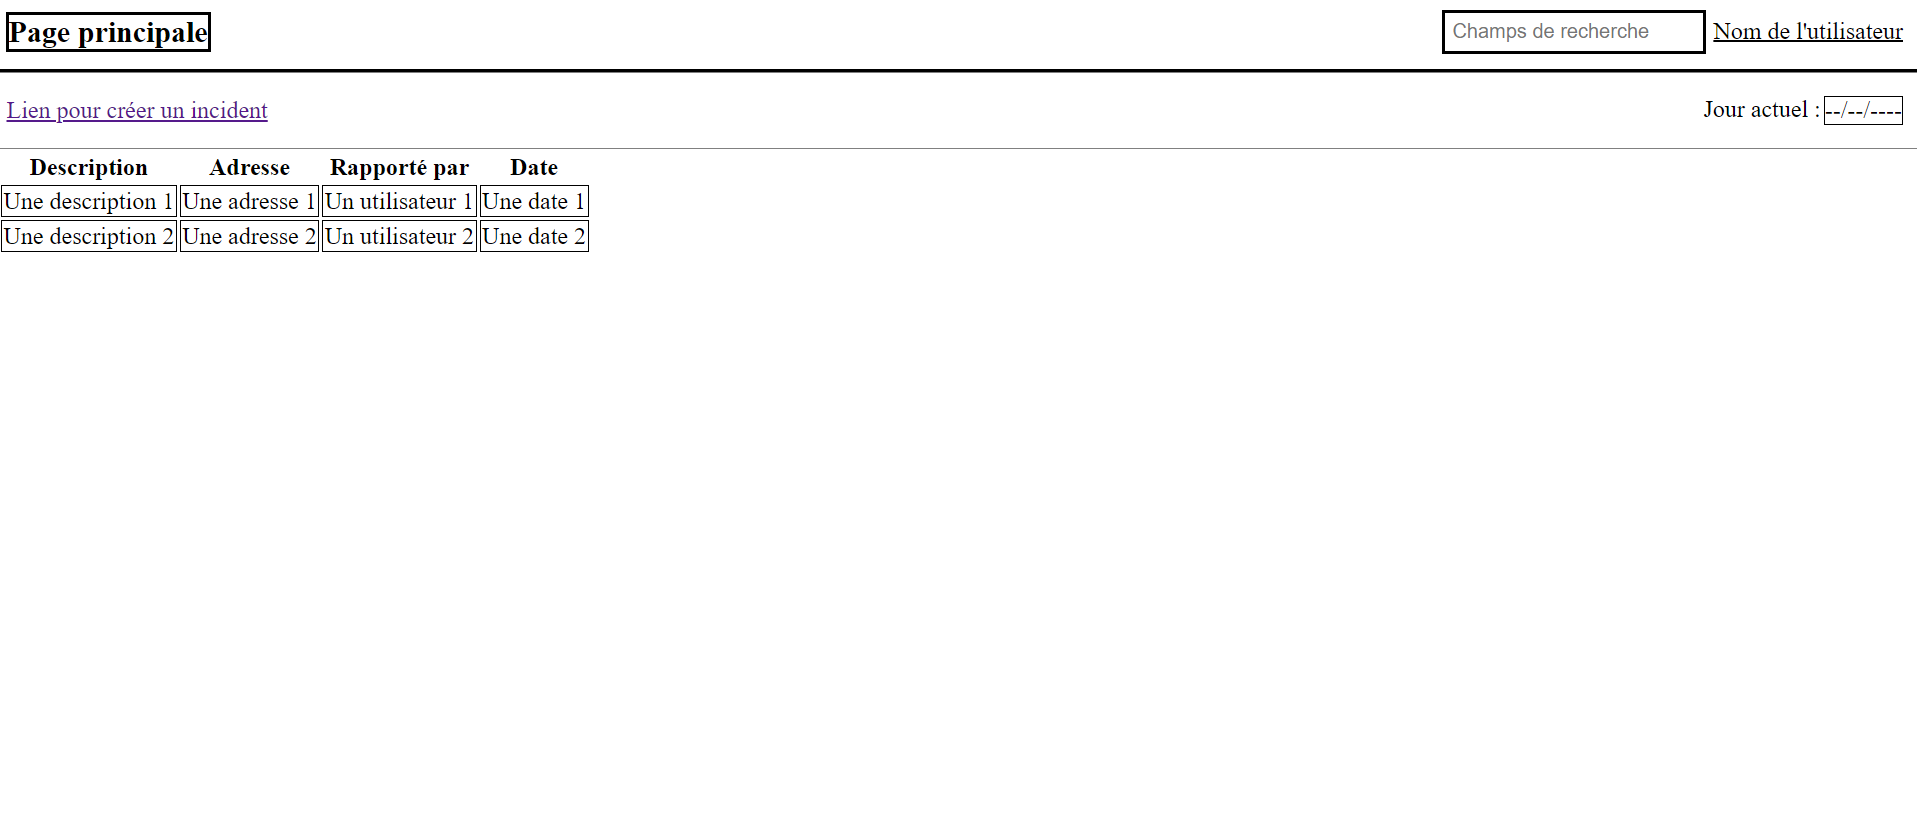 Page principale Champs de recherche Nom de l'utilisateur
Lien pour créer un incident Jour actuel : --/--/----
Description Adresse Rapporté par Date
Une description 1 Une adresse 1 Un utilisateur 1 Une date 1
Une description 2 Une adresse 2 Un utilisateur 2 Une date 2